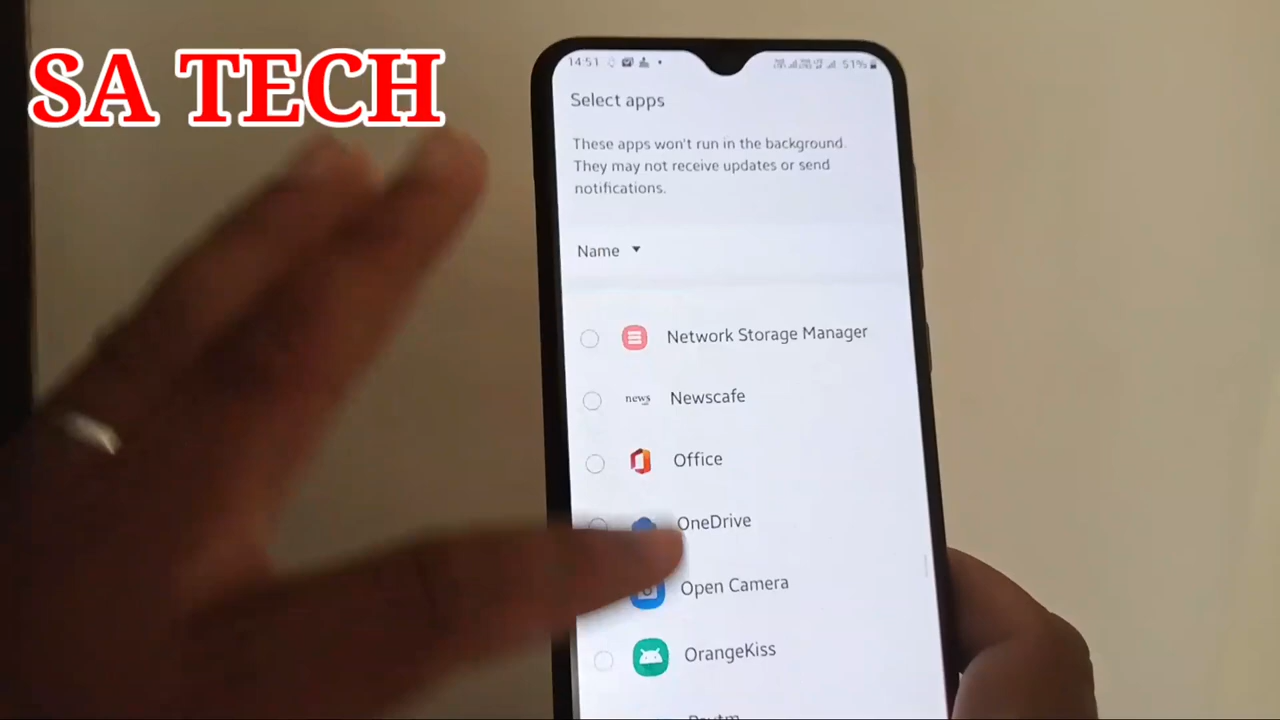 SA TECH
14:51
51%
Select apps
These apps won't run in the background.
They may not receive updates or send
notifications.
Name
Network Storage Manager
news
Newscafe
Office
OneDrive
Open Camera
OrangeKiss
Paytm